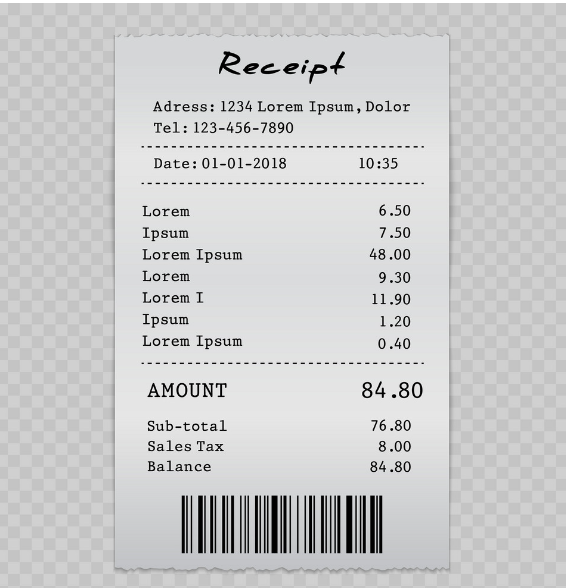 Receipt
Adress: 1234 Lorem Ipsum, Dolor
Tel: 123-456-7890
Date: 01-01-2018 10:35
Lorem 6.50
Ipsum 7.50
Lorem Ipsum 48.00
Lorem 9.30
Lorem I 11.90
Ipsum 1.20
Lorem Ipsum 0.40
AMOUNT 84.80
Sub-total 76.80
Sales Tax 8.00
Balance 84.80